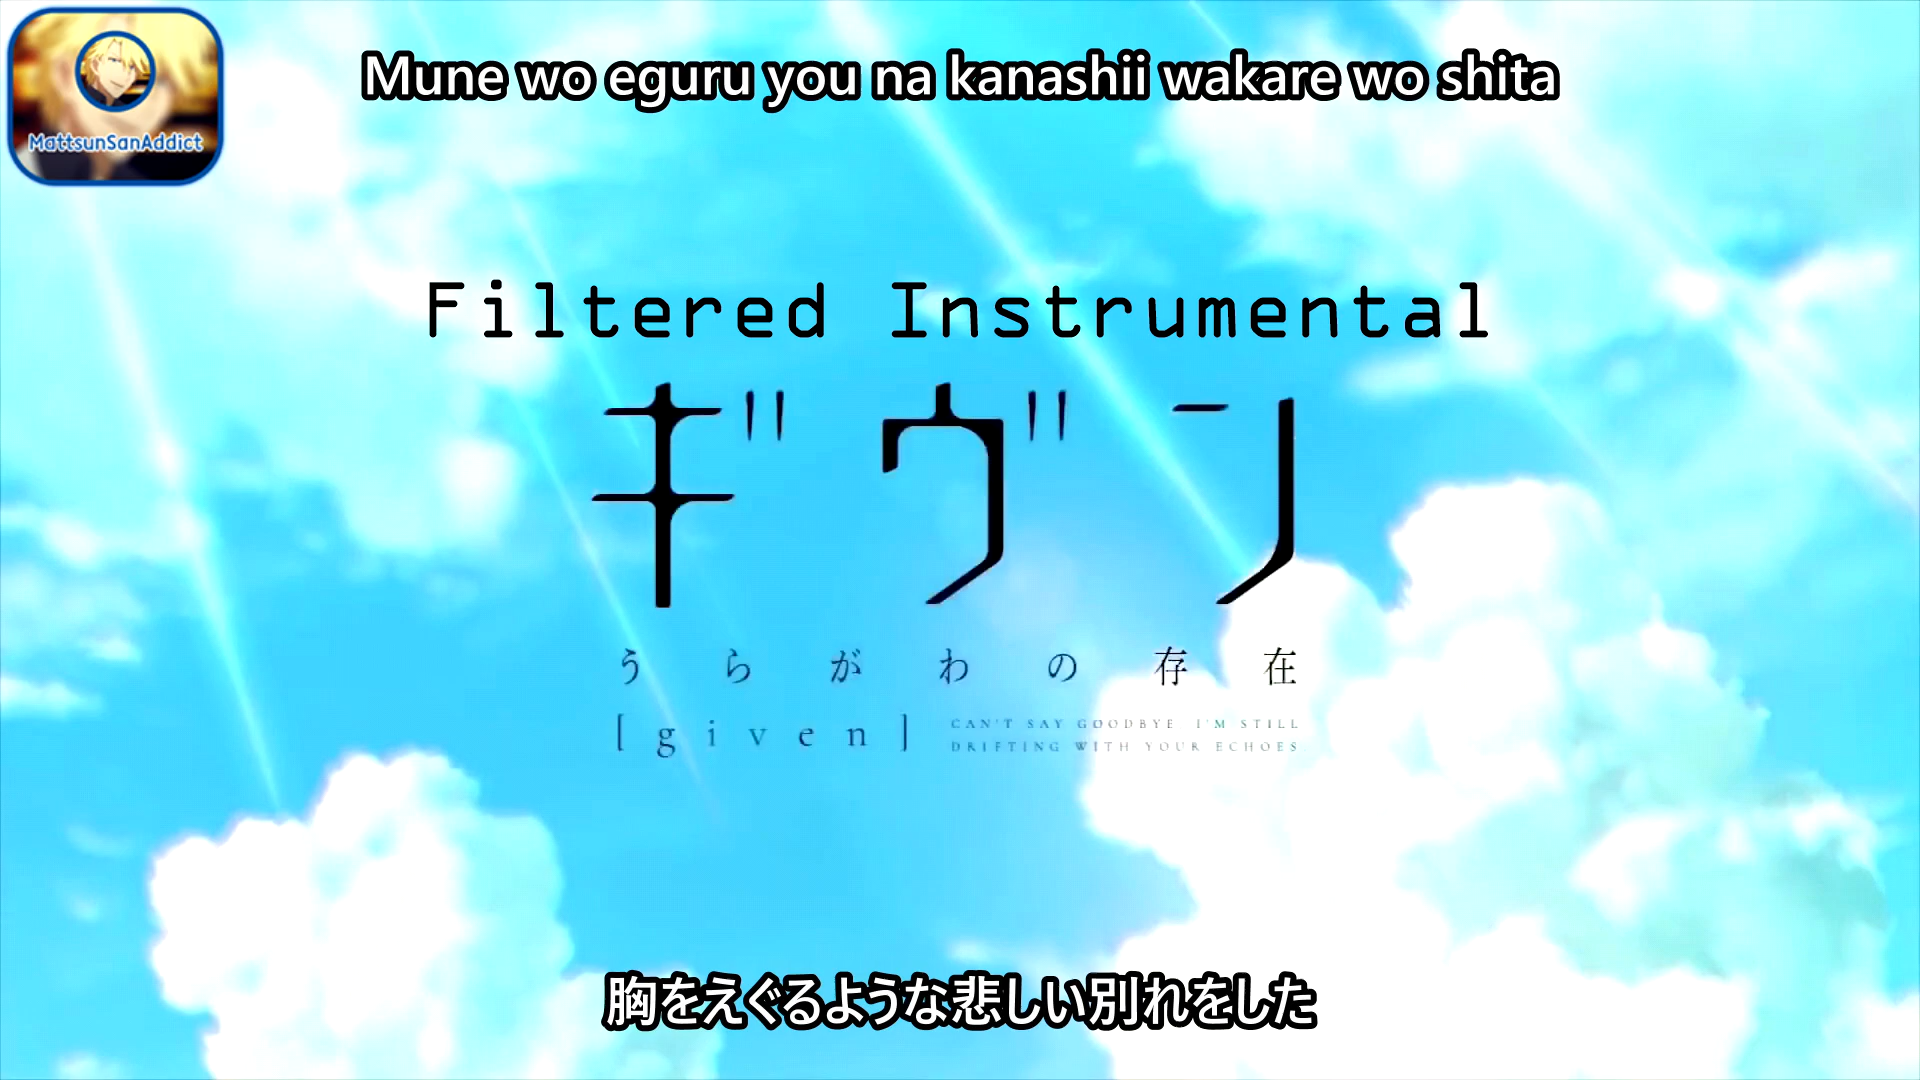 MattsunSanAddict
Mune wo eguru you na kanashii wakare wo shita
Filtered Instrumental
ギヴン
うらがわの存在
[given]
CAN'T SAY GOODBYE I'M STILL
DRIFTING WITH YOUR ECHOES
胸をえぐるような悲しい別れをした